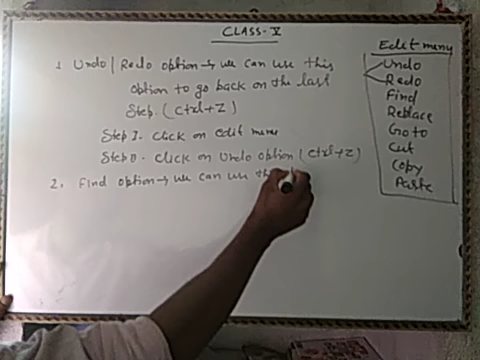 CLASS-V
1. Undo/Redo option → we can use this
option to go back on the last
Step. (Ctrl+Z)
Step I. Click on edit menu
Step II. Click on Undo option (Ctrl+Z)
2. Find option → we can use th
Edit menu
Undo
Redo
Find
Replace
Go to
Cut
Copy
Paste